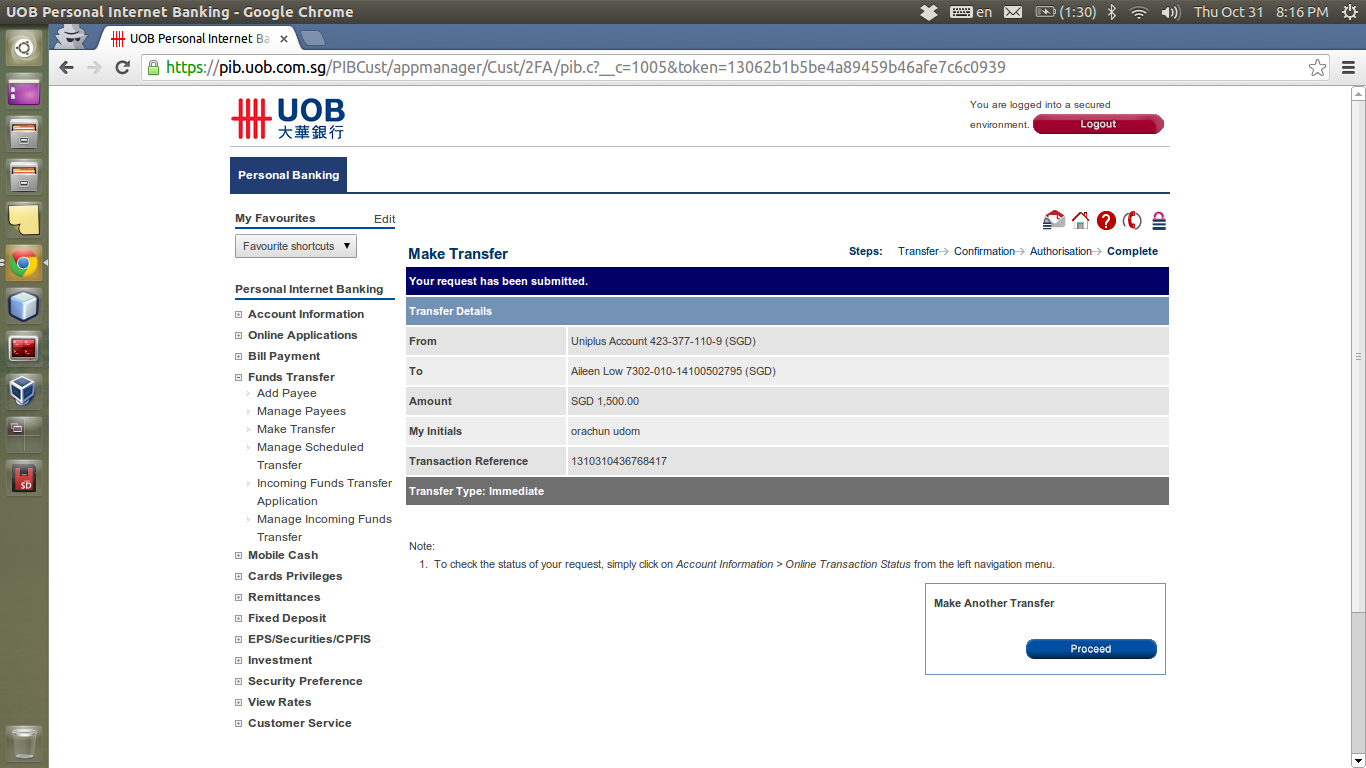 UOB Personal Internet Banking - Google Chrome
en
(1:30)
Thu Oct 31
8:16 PM
UOB Personal Internet Ba
https://pib.uob.com.sg/PIBCust/appmanager/Cust/2FA/pib.c?__c=1005&token=13062b1b5be4a89459b46afe7c6c0939
UOB
大華銀行
You are logged into a secured
environment.
Logout
Personal Banking
My Favourites
Edit
Favourite shortcuts
Personal Internet Banking
Account Information
Online Applications
Bill Payment
Funds Transfer
Add Payee
Manage Payees
Make Transfer
Manage Scheduled
Transfer
Incoming Funds Transfer
Application
Manage Incoming Funds
Transfer
Mobile Cash
Cards Privileges
Remittances
Fixed Deposit
EPS/Securities/CPFIS
Investment
Security Preference
View Rates
Customer Service
Make Transfer
Steps: Transfer Confirmation Authorisation Complete
Your request has been submitted.
Transfer Details
From Uniplus Account 423-377-110-9 (SGD)
To Aileen Low 7302-010-14100502795 (SGD)
Amount SGD 1,500.00
My Initials orachun udom
Transaction Reference 1310310436768417
Transfer Type: Immediate
Note:
1. To check the status of your request, simply click on Account Information > Online Transaction Status from the left navigation menu.
Make Another Transfer
Proceed
SD